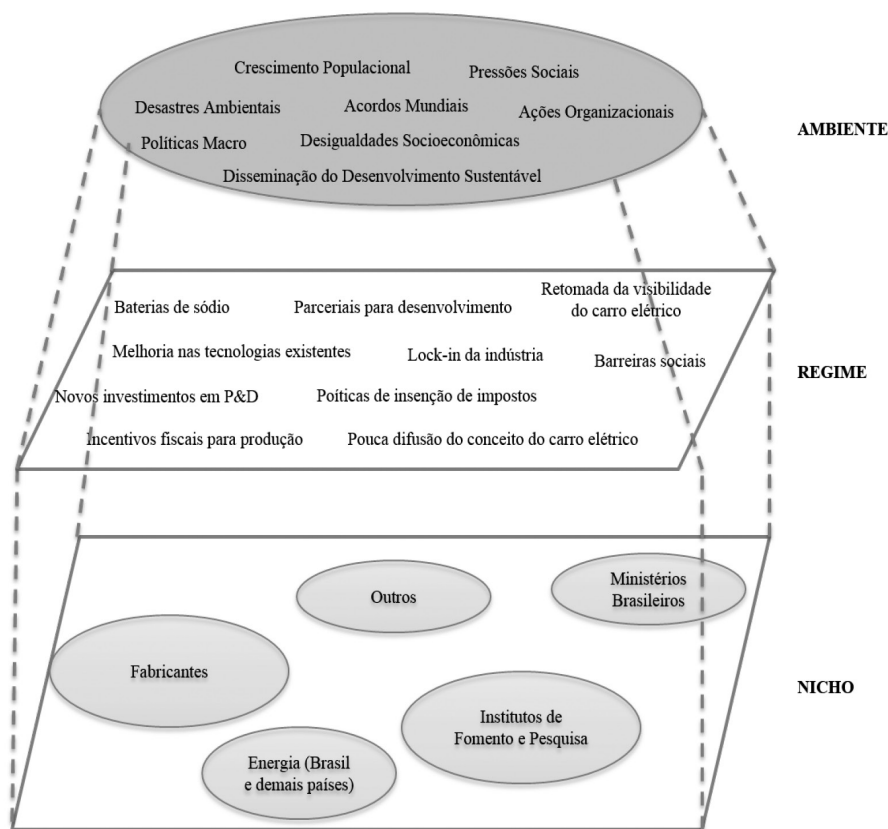 Crescimento Populacional
Pressões Sociais
Desastres Ambientais
Acordos Mundiais
Ações Organizacionais
AMBIENTE
Políticas Macro
Desigualdades Socioeconômicas
Disseminação do Desenvolvimento Sustentável
Baterias de sódio
Parceriais para desenvolvimento
Retomada da visibilidade
do carro elétrico
Melhoria nas tecnologias existentes
Lock-in da indústria
Barreiras sociais
REGIME
Novos investimentos em P&D
Poíticas de insenção de impostos
Incentivos fiscais para produção
Pouca difusão do conceito do carro elétrico
Outros
Ministérios
Brasileiros
Fabricantes
NICHO
Institutos de
Fomento e Pesquisa
Energia (Brasil
e demais países)